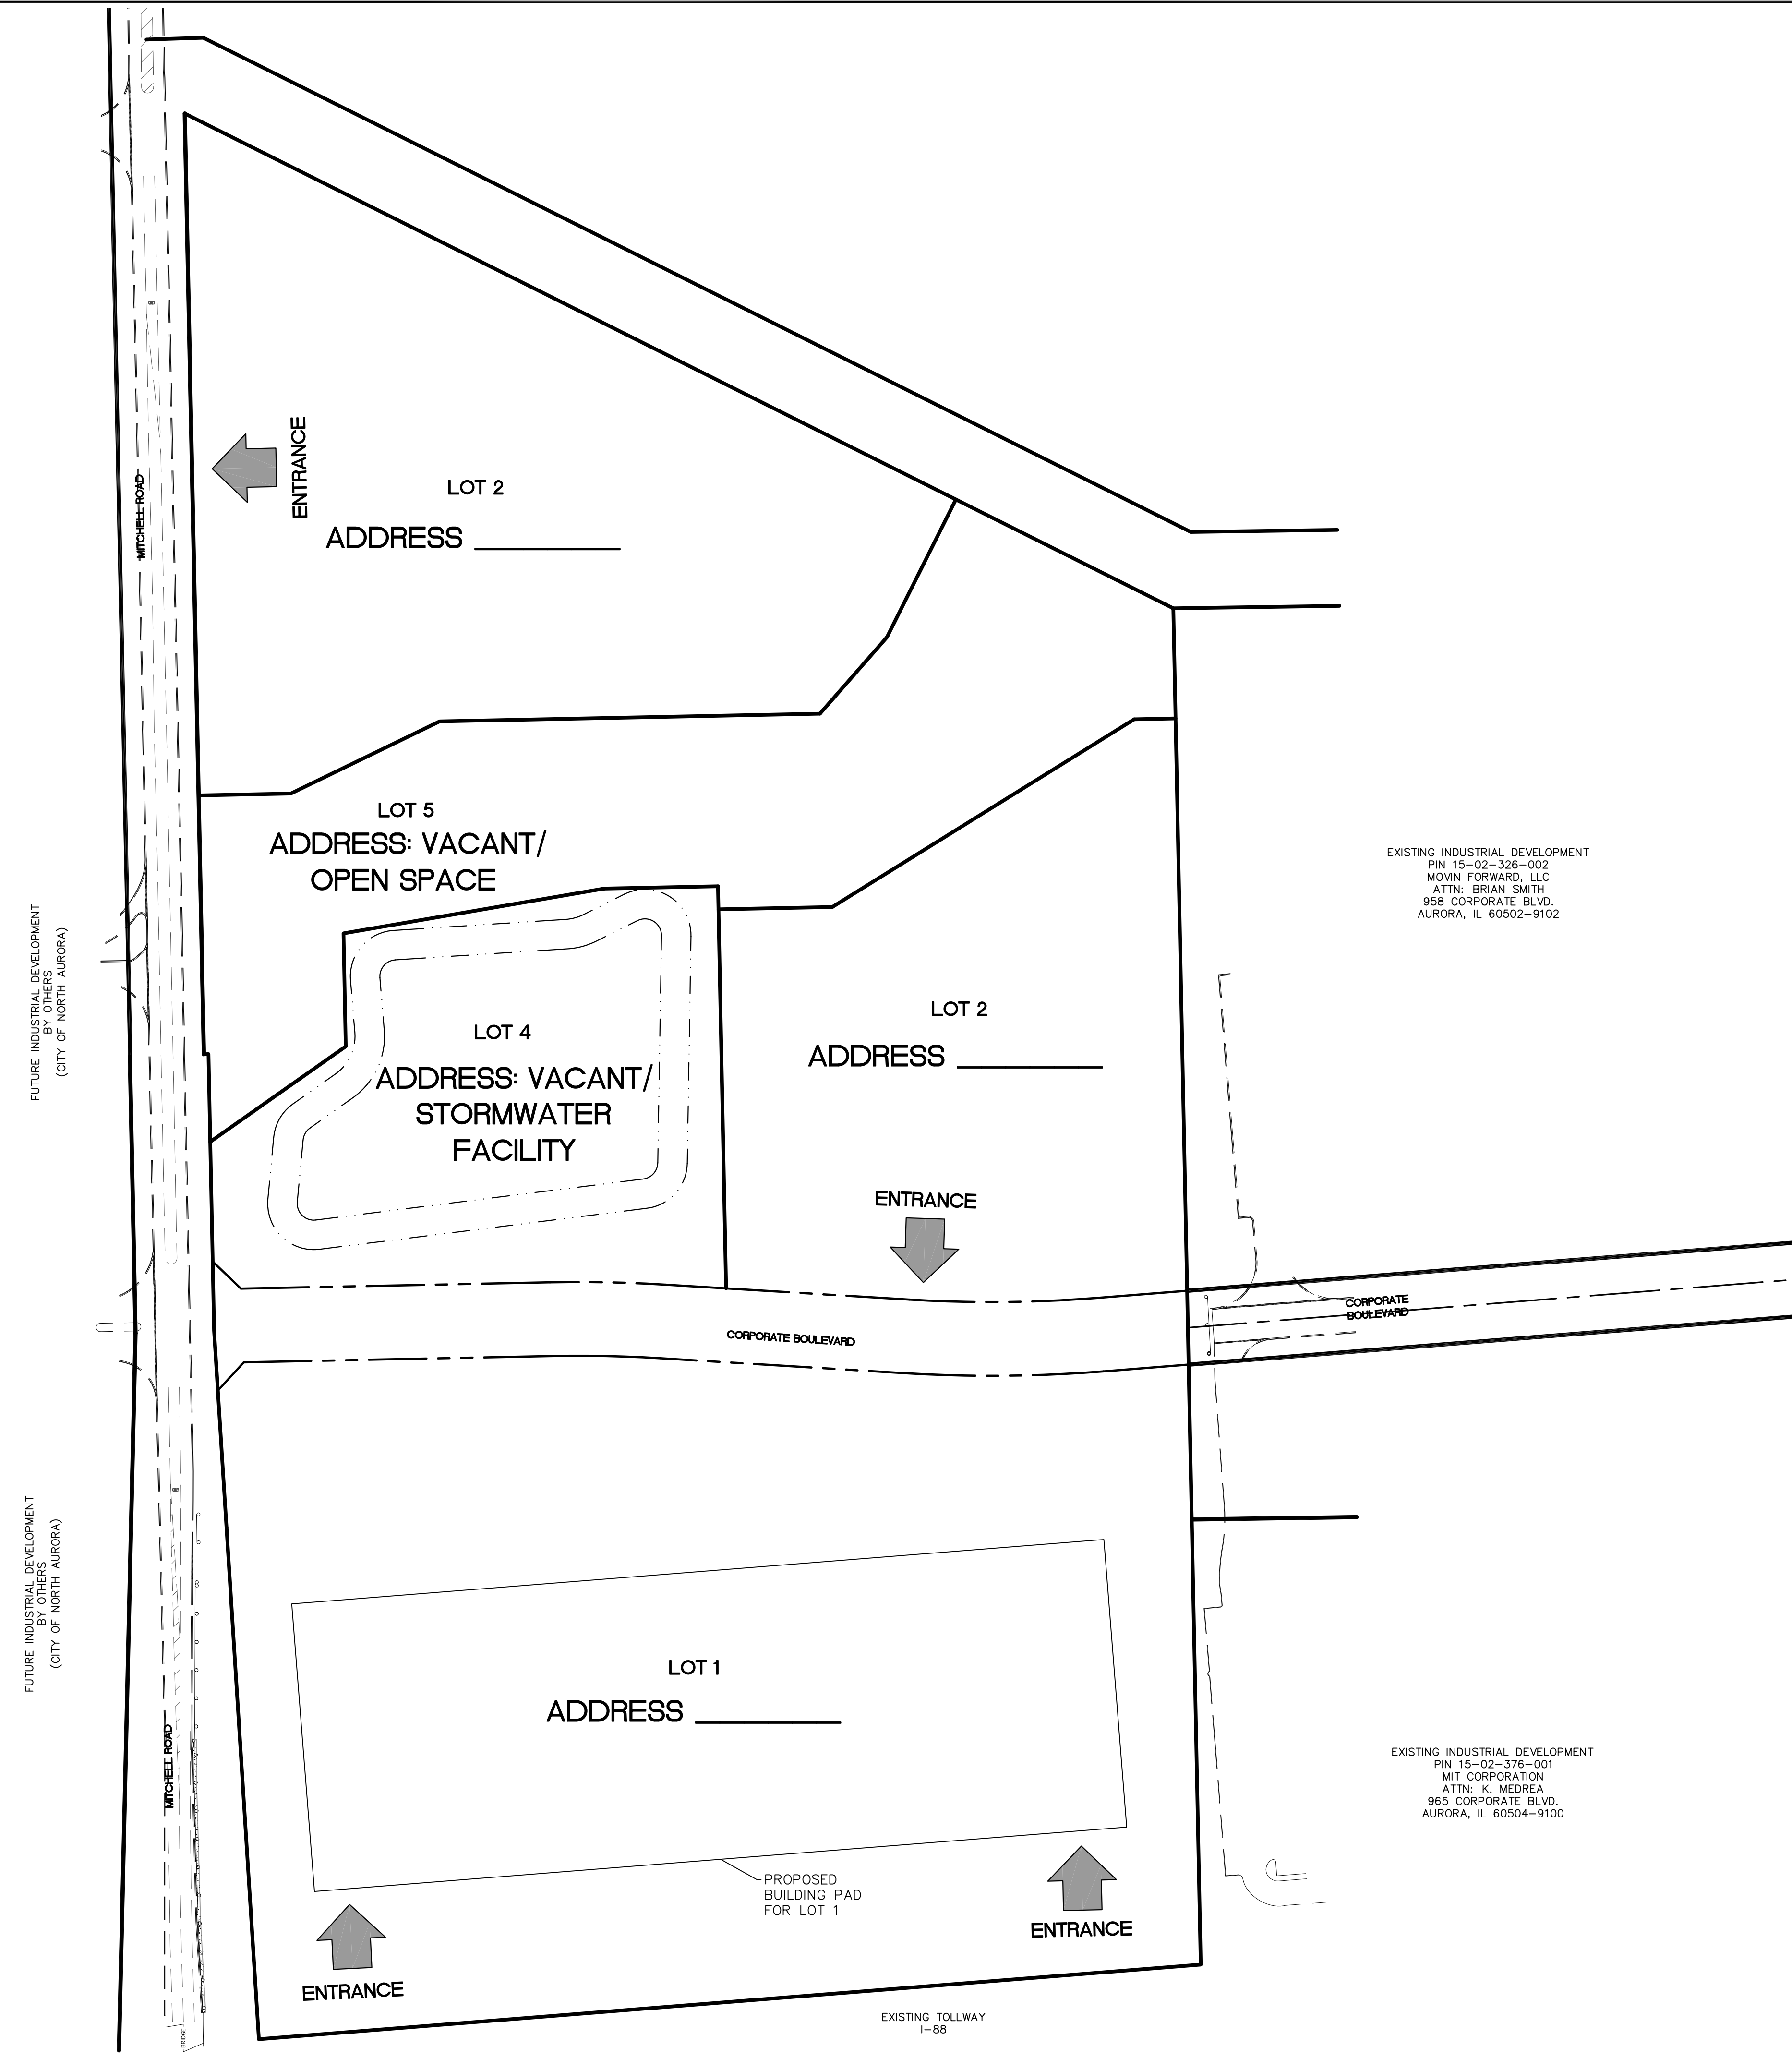 ENTRANCE
MITCHELL ROAD
LOT 2
ADDRESS
LOT 5
ADDRESS: VACANT/
OPEN SPACE
EXISTING INDUSTRIAL DEVELOPMENT
PIN 15-02-326-002
MOVIN FORWARD, LLC
ATTN: BRIAN SMITH
958 CORPORATE BLVD.
AURORA, IL 60502-9102
FUTURE INDUSTRIAL DEVELOPMENT
BY OTHERS
(CITY OF NORTH AURORA)
LOT 4
ADDRESS: VACANT/
STORMWATER
FACILITY
LOT 2
ADDRESS
ENTRANCE
CORPORATE BOULEVARD
CORPORATE
BOULEVARD
FUTURE INDUSTRIAL DEVELOPMENT
BY OTHERS
(CITY OF NORTH AURORA)
LOT 1
ADDRESS
MITCHELL ROAD
EXISTING INDUSTRIAL DEVELOPMENT
PIN 15-02-376-001
MIT CORPORATION
ATTN: K. MEDREA
965 CORPORATE BLVD.
AURORA, IL 60504-9100
PROPOSED
BUILDING PAD
FOR LOT 1
ENTRANCE
ENTRANCE
EXISTING TOLLWAY
I-88
BRIDGE